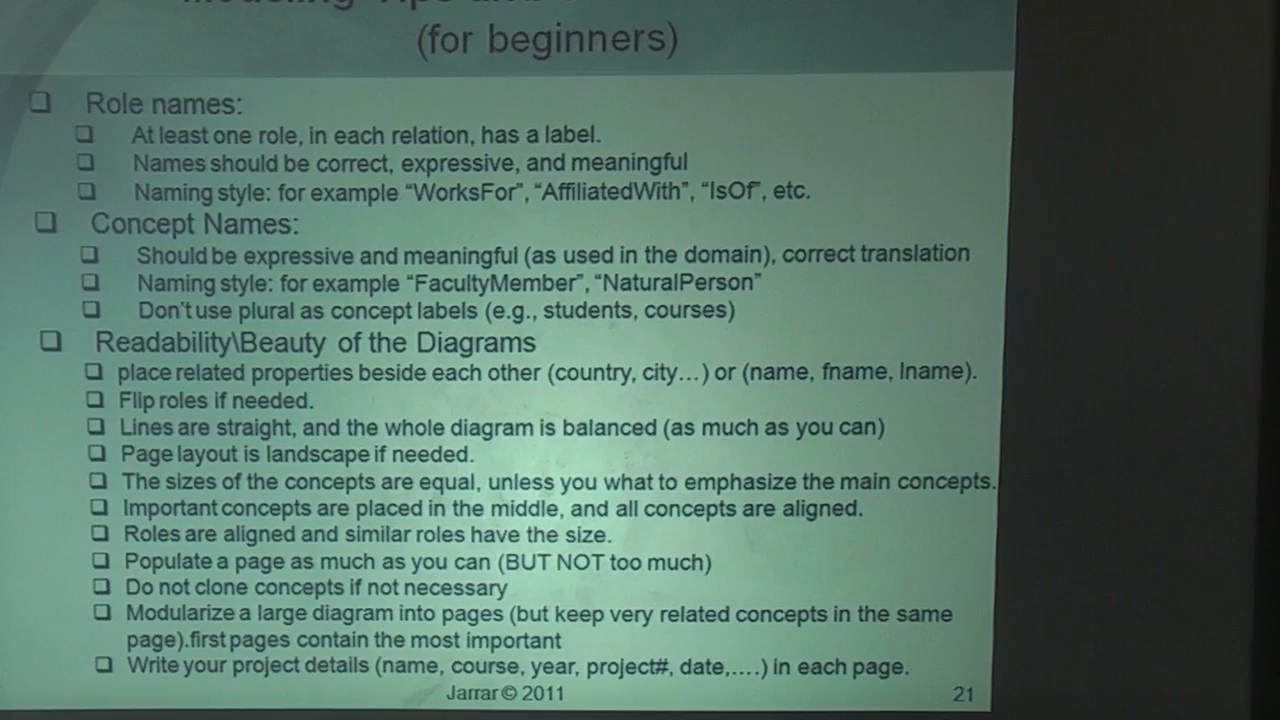 (for beginners)
❑ Role names:
❑ At least one role, in each relation, has a label.
❑ Names should be correct, expressive, and meaningful
❑ Naming style: for example “WorksFor”, “AffiliatedWith”, “IsOf”, etc.
❑ Concept Names:
❑ Should be expressive and meaningful (as used in the domain), correct translation
❑ Naming style: for example “FacultyMember”, “NaturalPerson”
❑ Don't use plural as concept labels (e.g., students, courses)
❑ Readability\Beauty of the Diagrams
❑ place related properties beside each other (country, city…) or (name, fname, lname).
❑ Flip roles if needed.
❑ Lines are straight, and the whole diagram is balanced (as much as you can)
❑ Page layout is landscape if needed.
❑ The sizes of the concepts are equal, unless you what to emphasize the main concepts.
❑ Important concepts are placed in the middle, and all concepts are aligned.
❑ Roles are aligned and similar roles have the size.
❑ Populate a page as much as you can (BUT NOT too much)
❑ Do not clone concepts if not necessary
❑ Modularize a large diagram into pages (but keep very related concepts in the same
page).first pages contain the most important
❑ Write your project details (name, course, year, project#, date,….) in each page.
Jarrar © 2011 21